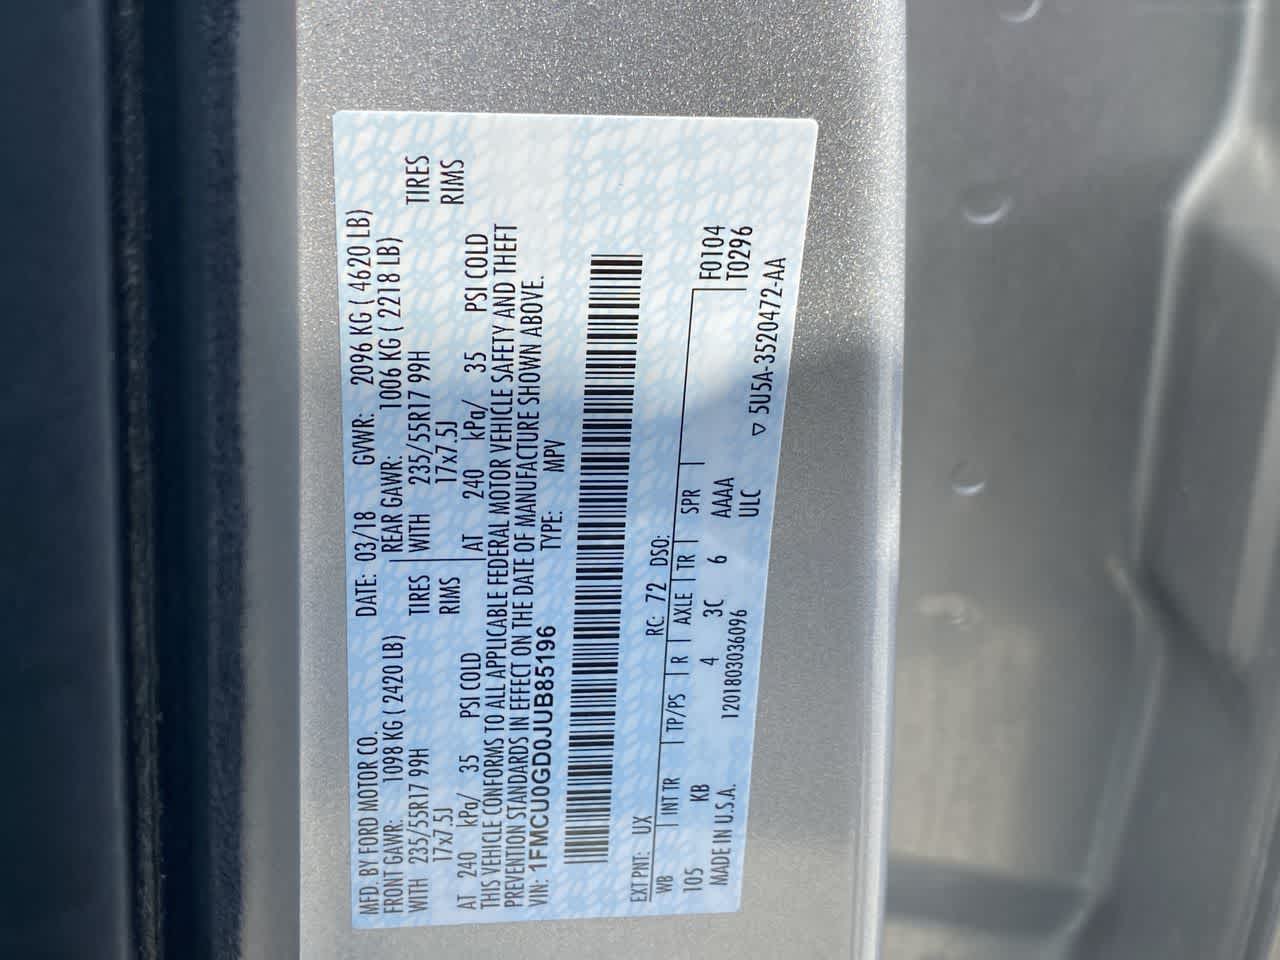 MFD. BY FORD MOTOR CO.
DATE: 03/18 GVWR: 2096 KG ( 4620 LB)
FRONT GAWR: 1098 KG ( 2420 LB) REAR GAWR: 1006 KG ( 2218 LB)
WITH 235/55R17 99H TIRES WITH 235/55R17 99H TIRES
17x7.5J RIMS 17x7.5J RIMS
AT 240 kPa/ 35 PSI COLD AT 240 kPa/ 35 PSI COLD
THIS VEHICLE CONFORMS TO ALL APPLICABLE FEDERAL MOTOR VEHICLE SAFETY AND THEFT
PREVENTION STANDARDS IN EFFECT ON THE DATE OF MANUFACTURE SHOWN ABOVE.
VIN: 1FMCU0GD0JUB85196 TYPE: MPV
EXT PNT: UX RC: 72 DSO:
WB INT TR TP/PS R AXLE TR SPR F0104
T0296
105 KB 4 3C 6 AAAA
ULC
MADE IN U.S.A. 1201803036096 ▽ 5U5A-3520472-AA